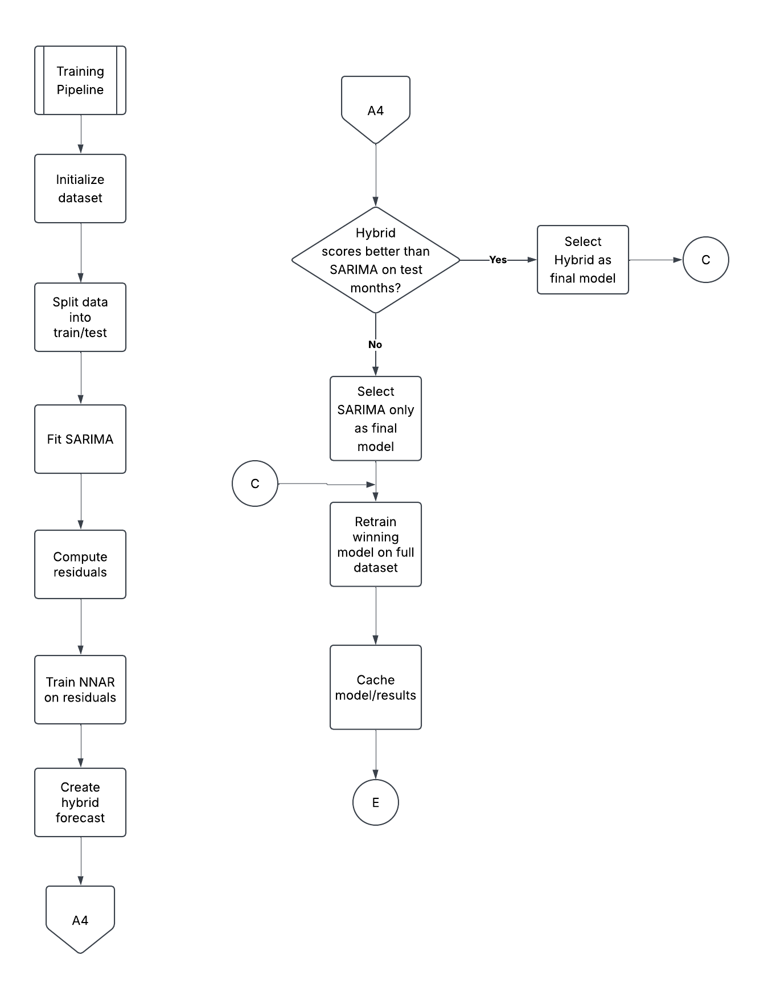 Training
Pipeline
Initialize
dataset
Split data
into
train/test
Fit SARIMA
Compute
residuals
Train NNAR
on residuals
Create
hybrid
forecast
A4
A4
Hybrid
scores better than
SARIMA on test
months?
Yes
Select
Hybrid as
final model
C
No
Select
SARIMA only
as final
model
C
Retrain
winning
model on full
dataset
Cache
model/results
E